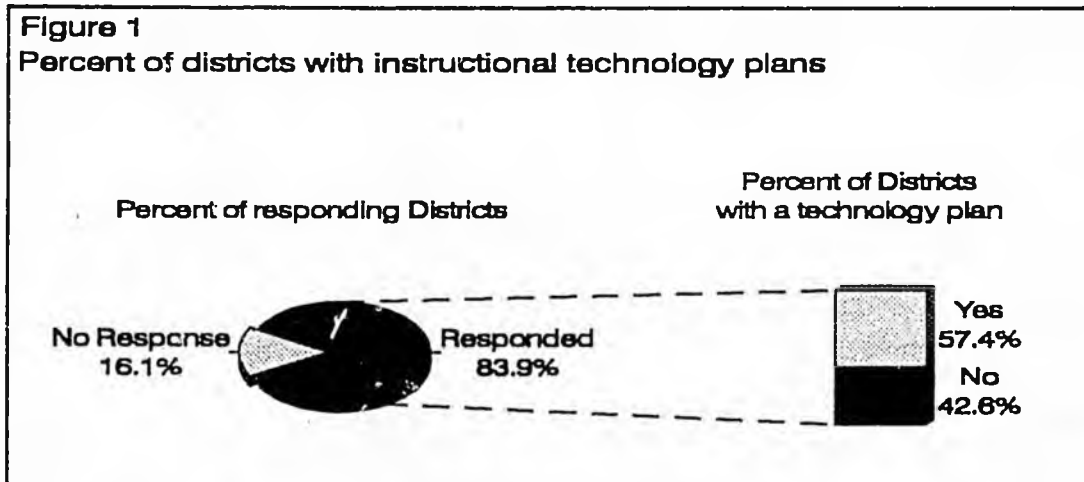 Figure 1
Percent of districts with instructional technology plans
Percent of responding Districts
Percent of Districts
with a technology plan
No Response
16.1%
Responded
83.9%
Yes
57.4%
No
42.6%